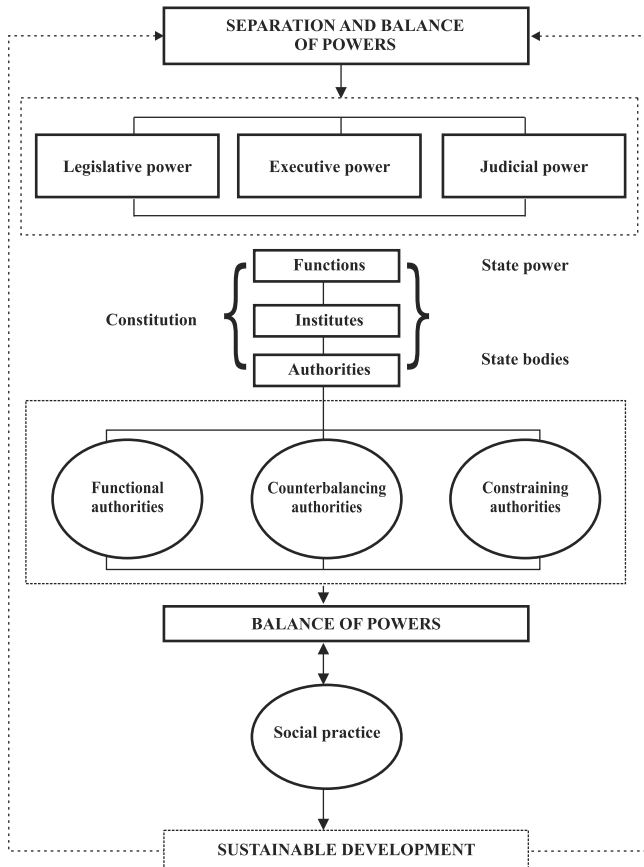 SEPARATION AND BALANCE
OF POWERS
Legislative power
Executive power
Judicial power
Functions
State power
Constitution
Institutes
State bodies
Authorities
Functional
authorities
Counterbalancing
authorities
Constraining
authorities
BALANCE OF POWERS
Social practice
SUSTAINABLE DEVELOPMENT